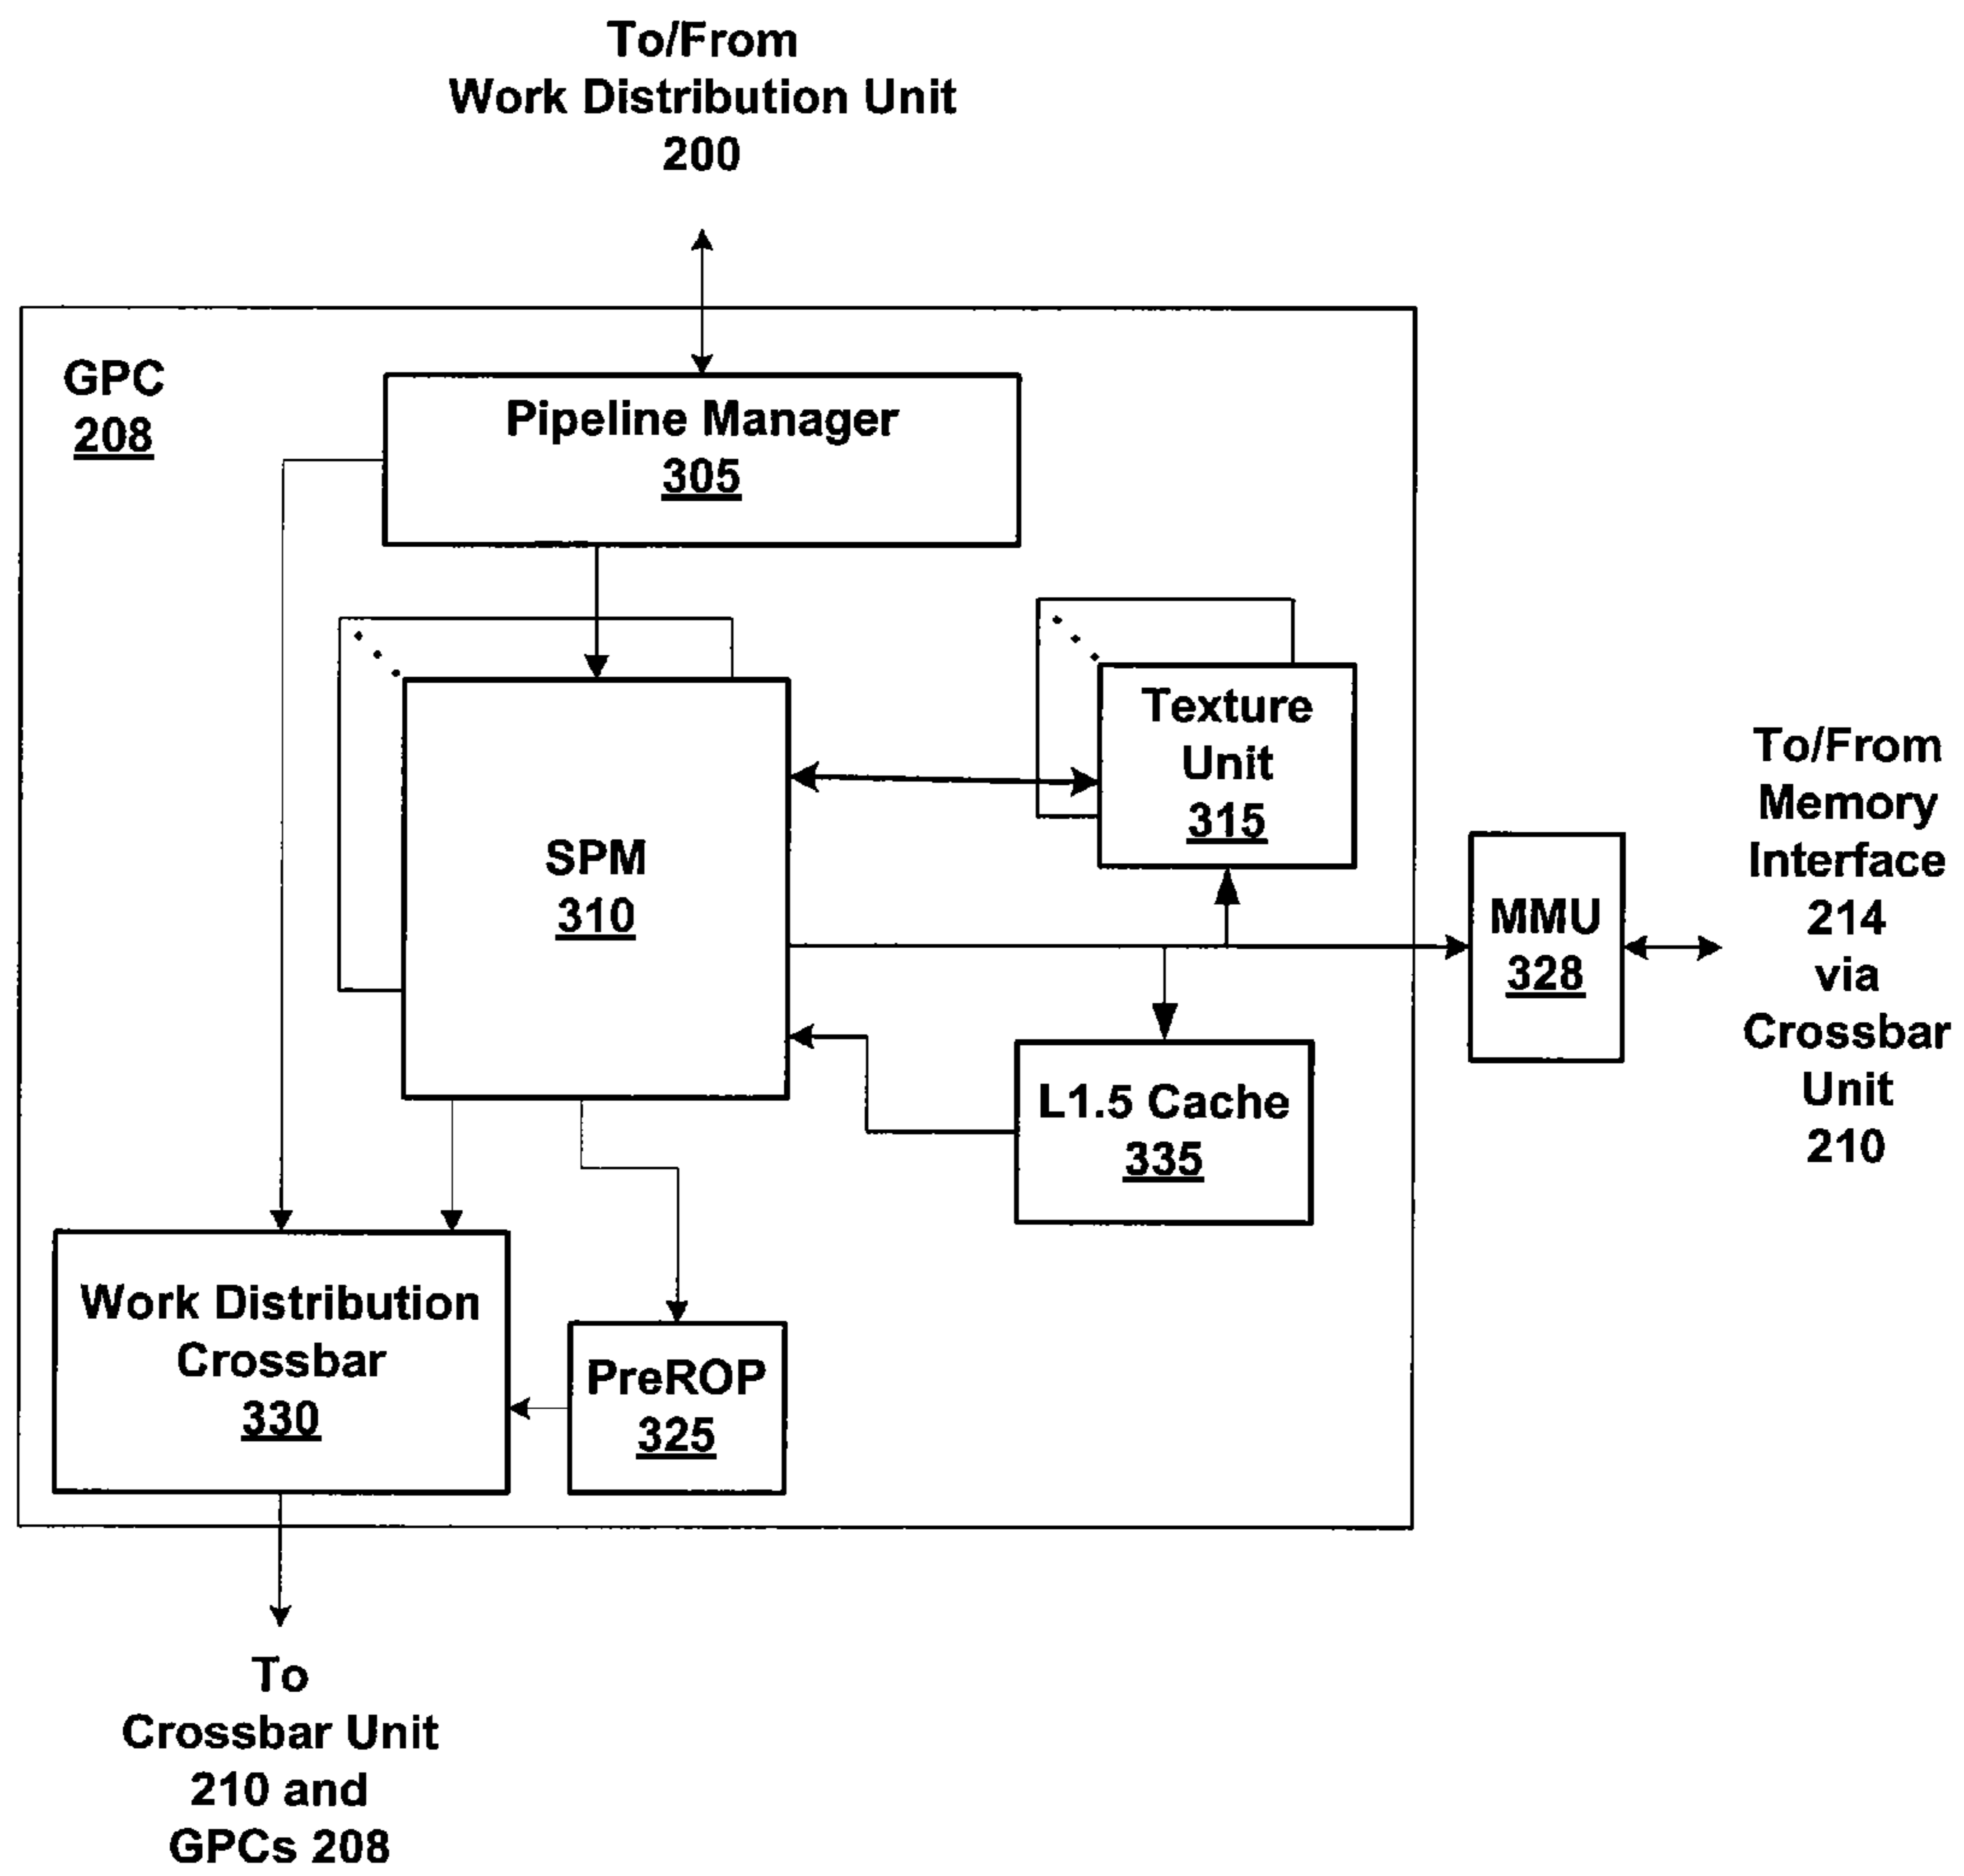 To/From
Work Distribution Unit
200
GPC
208
Pipeline Manager
305
Texture
Unit
315
SPM
310
To/From
Memory
Interface
214
via
Crossbar
Unit
210
MMU
328
L1.5 Cache
335
Work Distribution
Crossbar
330
PreROP
325
To
Crossbar Unit
210 and
GPCs 208